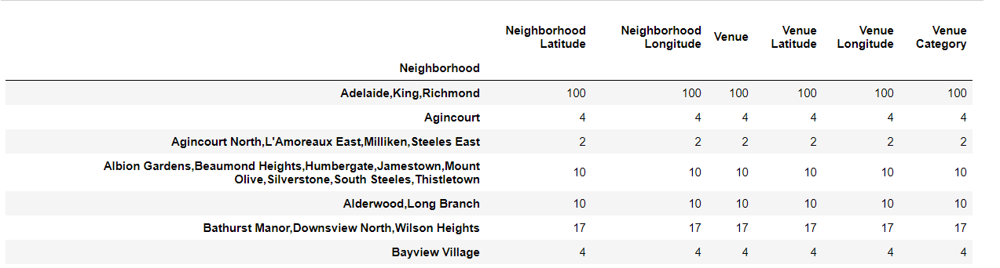 Neighborhood Latitude Neighborhood Longitude Venue Venue Latitude Venue Longitude Venue Category
Neighborhood
Adelaide,King,Richmond 100 100 100 100 100 100
Agincourt 4 4 4 4 4 4
Agincourt North,L'Amoreaux East,Milliken,Steeles East 2 2 2 2 2 2
Albion Gardens,Beaumond Heights,Humbergate,Jamestown,Mount
Olive,Silverstone,South Steeles,Thistletown 10 10 10 10 10 10
Alderwood,Long Branch 10 10 10 10 10 10
Bathurst Manor,Downsview North,Wilson Heights 17 17 17 17 17 17
Bayview Village 4 4 4 4 4 4